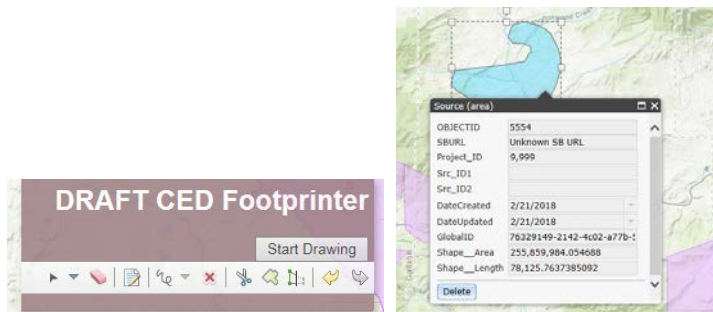 DRAFT CED Footprinter
Start Drawing
Source (area)
OBJECTID 5554
SBURL Unknown SB URL
Project_ID 9,999
Src_ID1
Src_ID2
DateCreated 2/21/2018
DateUpdated 2/21/2018
GlobalID 76329149-2142-4c02-a77b-5
Shape__Area 255,859,984.054688
Shape__Length 78,125.7637385092
Delete